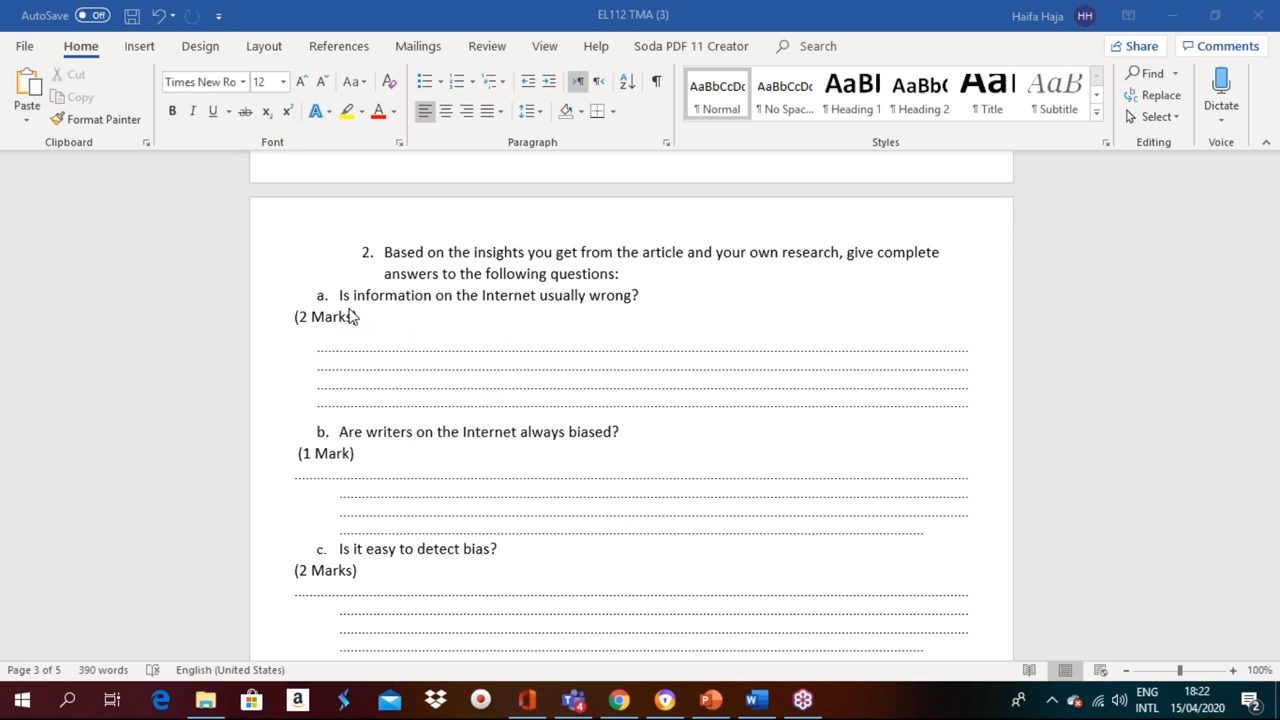 AutoSave Off
EL112 TMA (3)
Haifa Haja HH
File Home Insert Design Layout References Mailings Review View Help Soda PDF 11 Creator Search Share Comments
Paste
Cut
Copy
Format Painter
Clipboard
Times New Ro 12
Font
Paragraph
AaBbCcDc ¶ Normal
AaBbCcDc ¶ No Spac...
AaBl ¶ Heading 1
AaBbC ¶ Heading 2
AaI ¶ Title
AaB ¶ Subtitle
Styles
Find
Replace
Select
Editing
Dictate
Voice
2. Based on the insights you get from the article and your own research, give complete
answers to the following questions:
a. Is information on the Internet usually wrong?
(2 Marks
b. Are writers on the Internet always biased?
(1 Mark)
c. Is it easy to detect bias?
(2 Marks)
Page 3 of 5 390 words English (United States) 100%
ENG INTL
18:22
15/04/2020